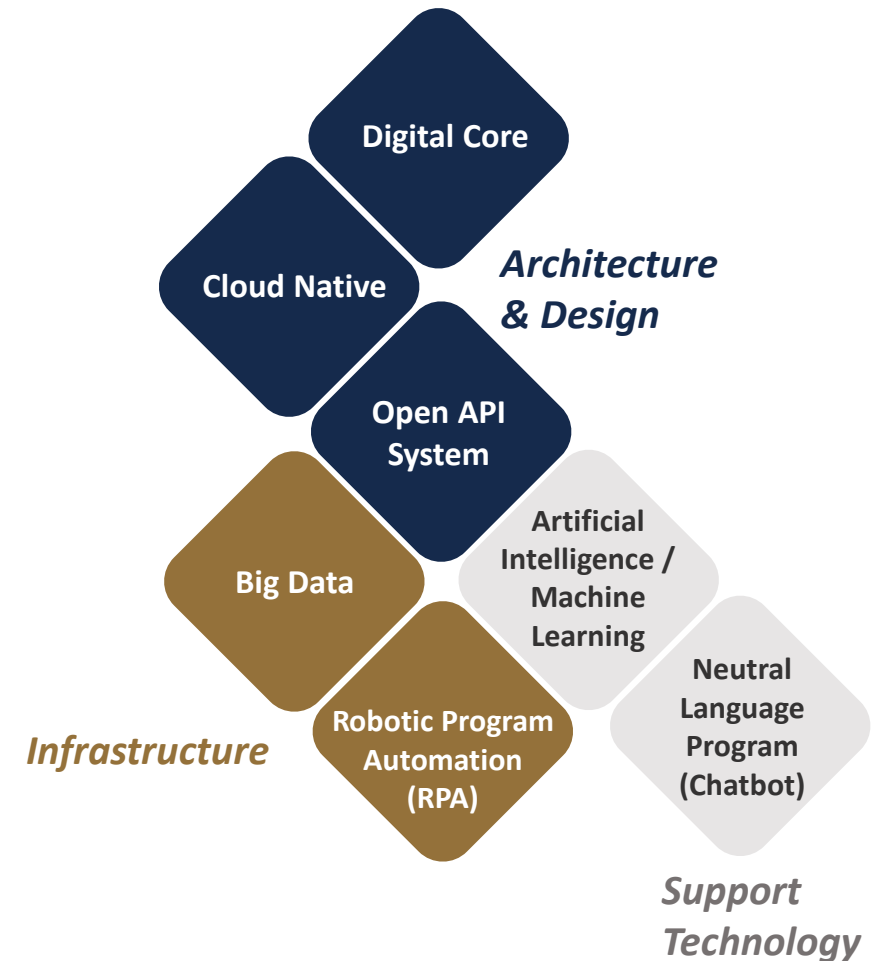 Digital Core
Cloud Native
Architecture
& Design
Open API
System
Big Data
Artificial
Intelligence /
Machine
Learning
Infrastructure
Robotic Program
Automation
(RPA)
Neutral
Language
Program
(Chatbot)
Support
Technology